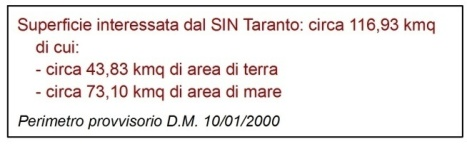 Superficie interessata dal SIN Taranto: circa 116,93 kmq
di cui:
- circa 43,83 kmq di area di terra
- circa 73,10 kmq di area di mare
Perimetro provvisorio D.M. 10/01/2000